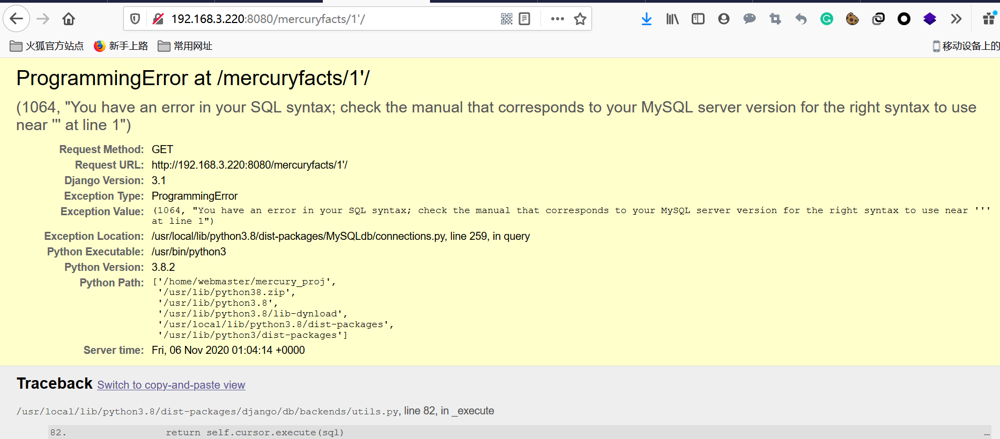 192.168.3.220:8080/mercuryfacts/1'/
火狐官方站点 新手上路 常用网址 移动设备上的
ProgrammingError at /mercuryfacts/1'/
(1064, "You have an error in your SQL syntax; check the manual that corresponds to your MySQL server version for the right syntax to use
near ''' at line 1")
Request Method: GET
Request URL: http://192.168.3.220:8080/mercuryfacts/1'/
Django Version: 3.1
Exception Type: ProgrammingError
Exception Value: (1064, "You have an error in your SQL syntax; check the manual that corresponds to your MySQL server version for the right syntax to use near '''
at line 1")
Exception Location: /usr/local/lib/python3.8/dist-packages/MySQLdb/connections.py, line 259, in query
Python Executable: /usr/bin/python3
Python Version: 3.8.2
Python Path: ['/home/webmaster/mercury_proj',
'/usr/lib/python38.zip',
'/usr/lib/python3.8',
'/usr/lib/python3.8/lib-dynload',
'/usr/local/lib/python3.8/dist-packages',
'/usr/lib/python3/dist-packages']
Server time: Fri, 06 Nov 2020 01:04:14 +0000
Traceback Switch to copy-and-paste view
/usr/local/lib/python3.8/dist-packages/django/db/backends/utils.py, line 82, in _execute
82. return self.cursor.execute(sql) …